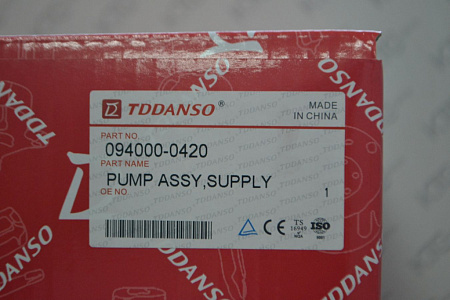 TDDANSO®
MADE IN CHINA
PART NO.
094000-0420
PART NAME
PUMP ASSY,SUPPLY
OE NO
1
CE
TS
16949
ISO
TDDANSO
TDDANSO